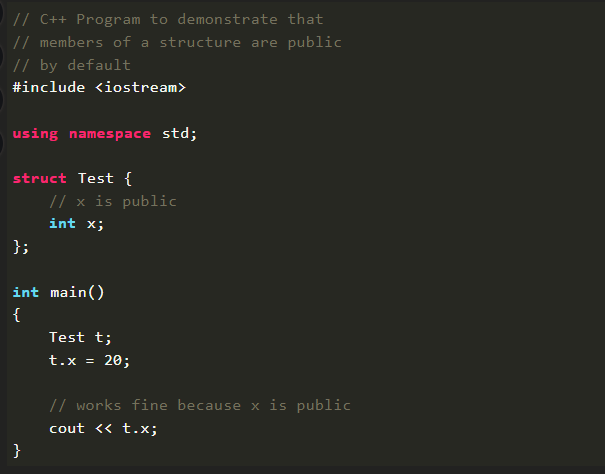 // C++ Program to demonstrate that
// members of a structure are public
// by default
#include <iostream>
using namespace std;
struct Test {
    // x is public
    int x;
};
int main()
{
    Test t;
    t.x = 20;
    // works fine because x is public
    cout << t.x;
}